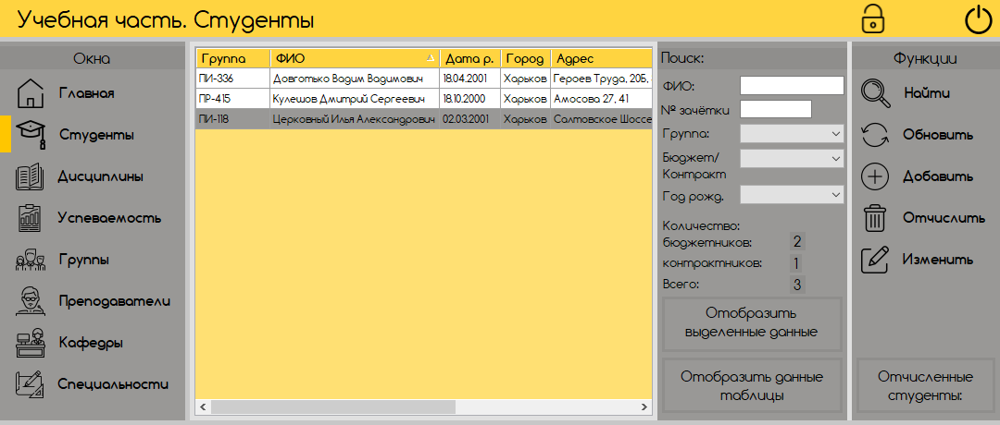 Учебная часть. Студенты
Окна
Главная
Студенты
Дисциплины
Успеваемость
Группы
Преподаватели
Кафедры
Специальности
Группа ФИО Дата р. Город Адрес
ПИ-336 Довготько Вадим Вадимович 18.04.2001 Харьков Героев Труда, 20Б,
ПР-415 Кулешов Дмитрий Сергеевич 18.10.2000 Харьков Амосова 27, 41
ПИ-118 Церковный Илья Александрович 02.03.2001 Харьков Салтовское Шоссе
Поиск:
ФИО:
№ зачётки
Группа:
Бюджет/
Контракт
Год рожд.
Количество:
бюджетников: 2
контрактников: 1
Всего: 3
Отобразить
выделенные данные
Отобразить данные
таблицы
Функции
Найти
Обновить
Добавить
Отчислить
Изменить
Отчисленные
студенты: